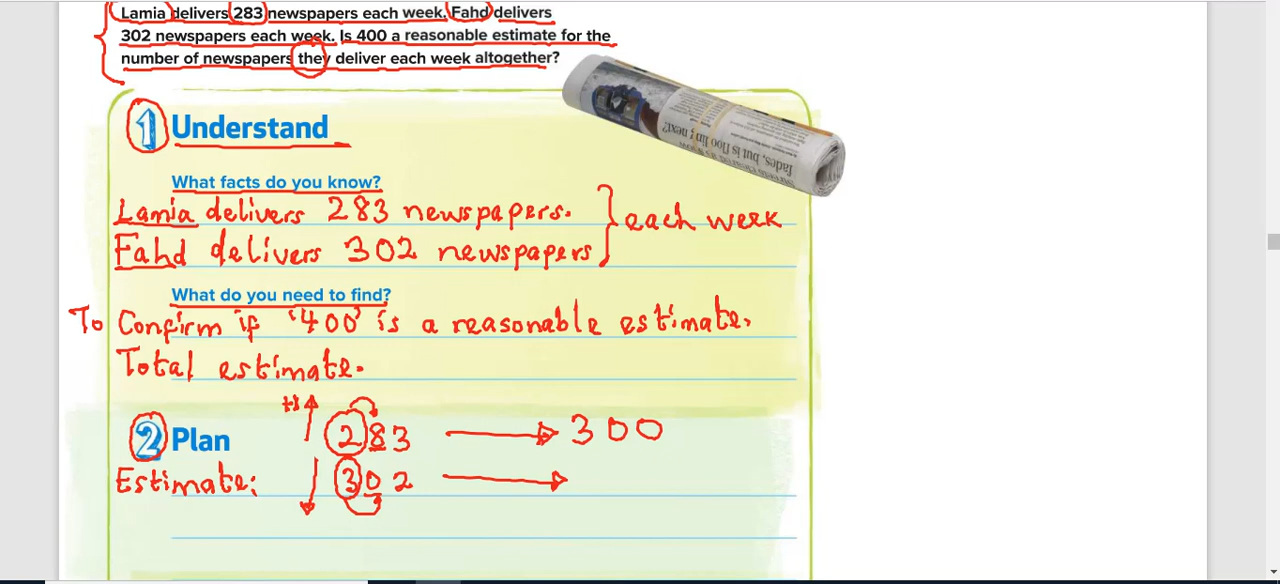 Lamia delivers 283 newspapers each week. Fahd delivers
302 newspapers each week. Is 400 a reasonable estimate for the
number of newspapers they deliver each week altogether?
1 Understand
What facts do you know?
Lamia delivers 283 newspapers.
Fahd delivers 302 newspapers
each week
What do you need to find?
To Confirm if '400' is a reasonable estimate.
Total estimate.
2 Plan
+1
283 300
Estimate: 302